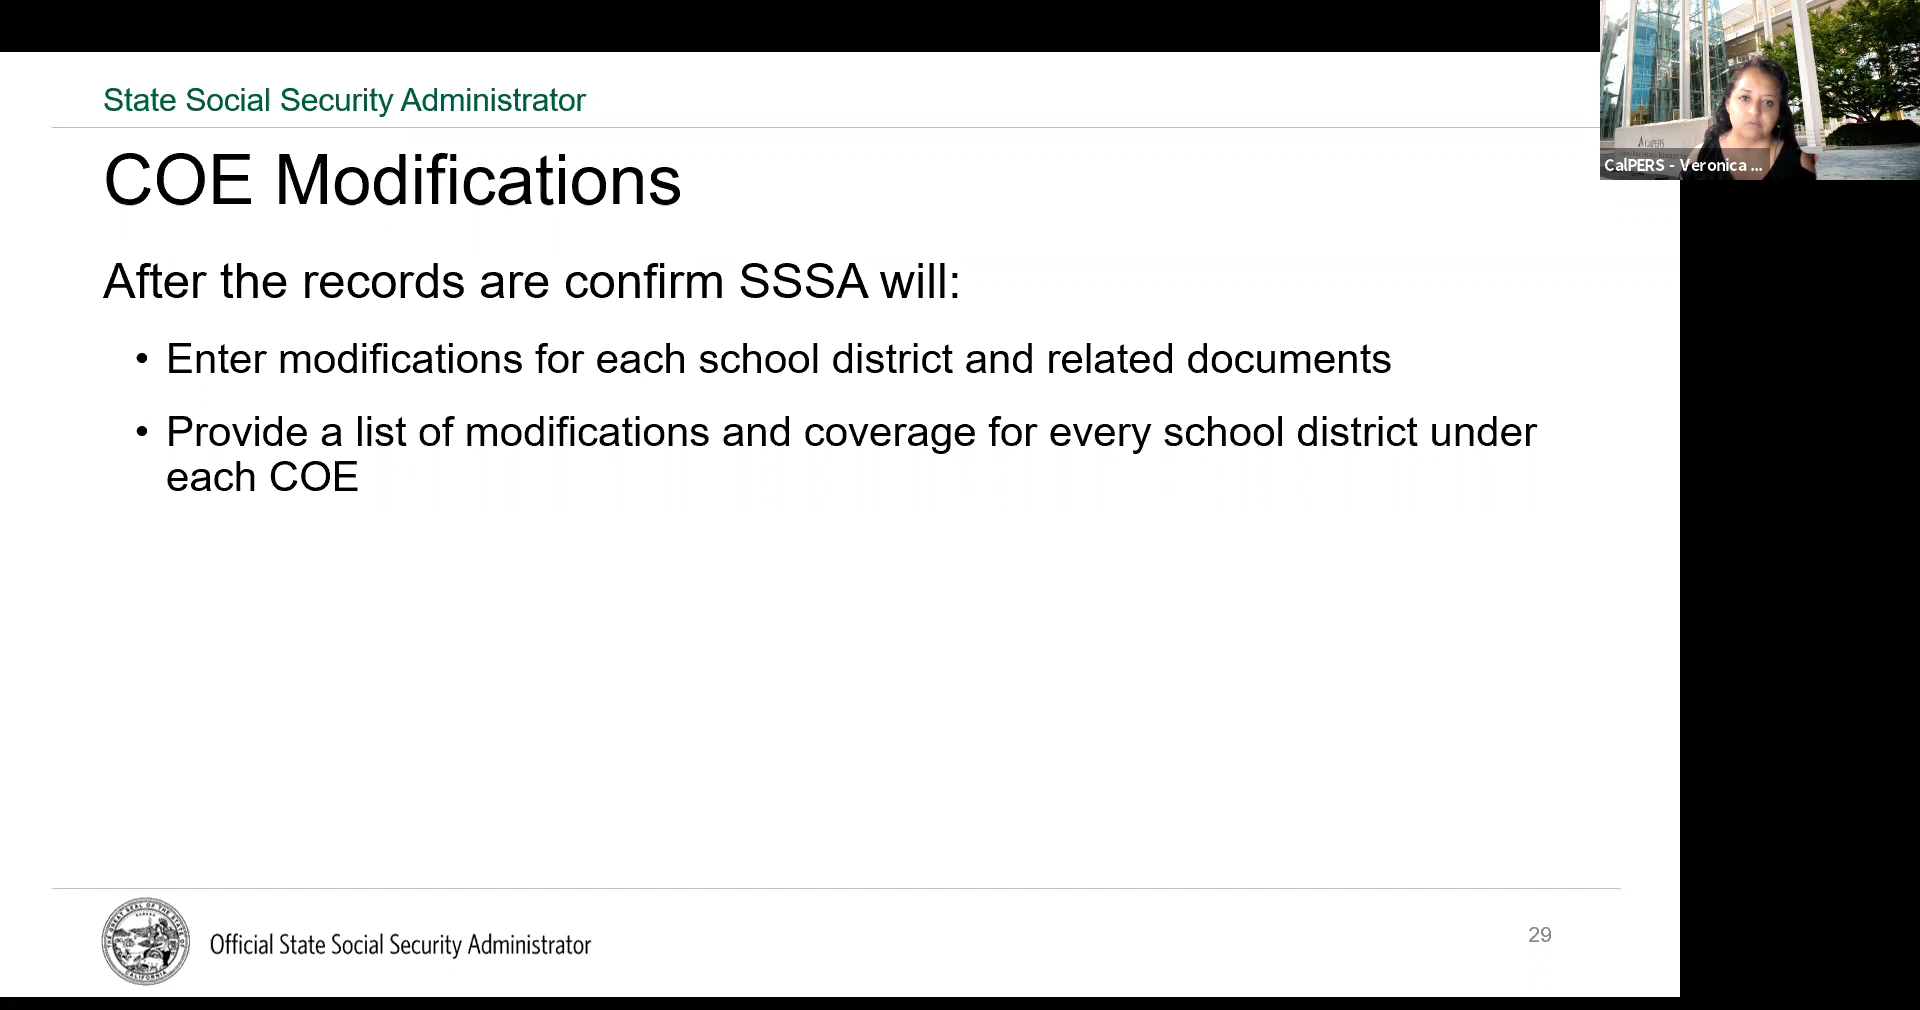 State Social Security Administrator
COE Modifications
After the records are confirm SSSA will:
• Enter modifications for each school district and related documents
• Provide a list of modifications and coverage for every school district under
each COE
Official State Social Security Administrator
29
CalPERS
CalPERS - Veronica ...